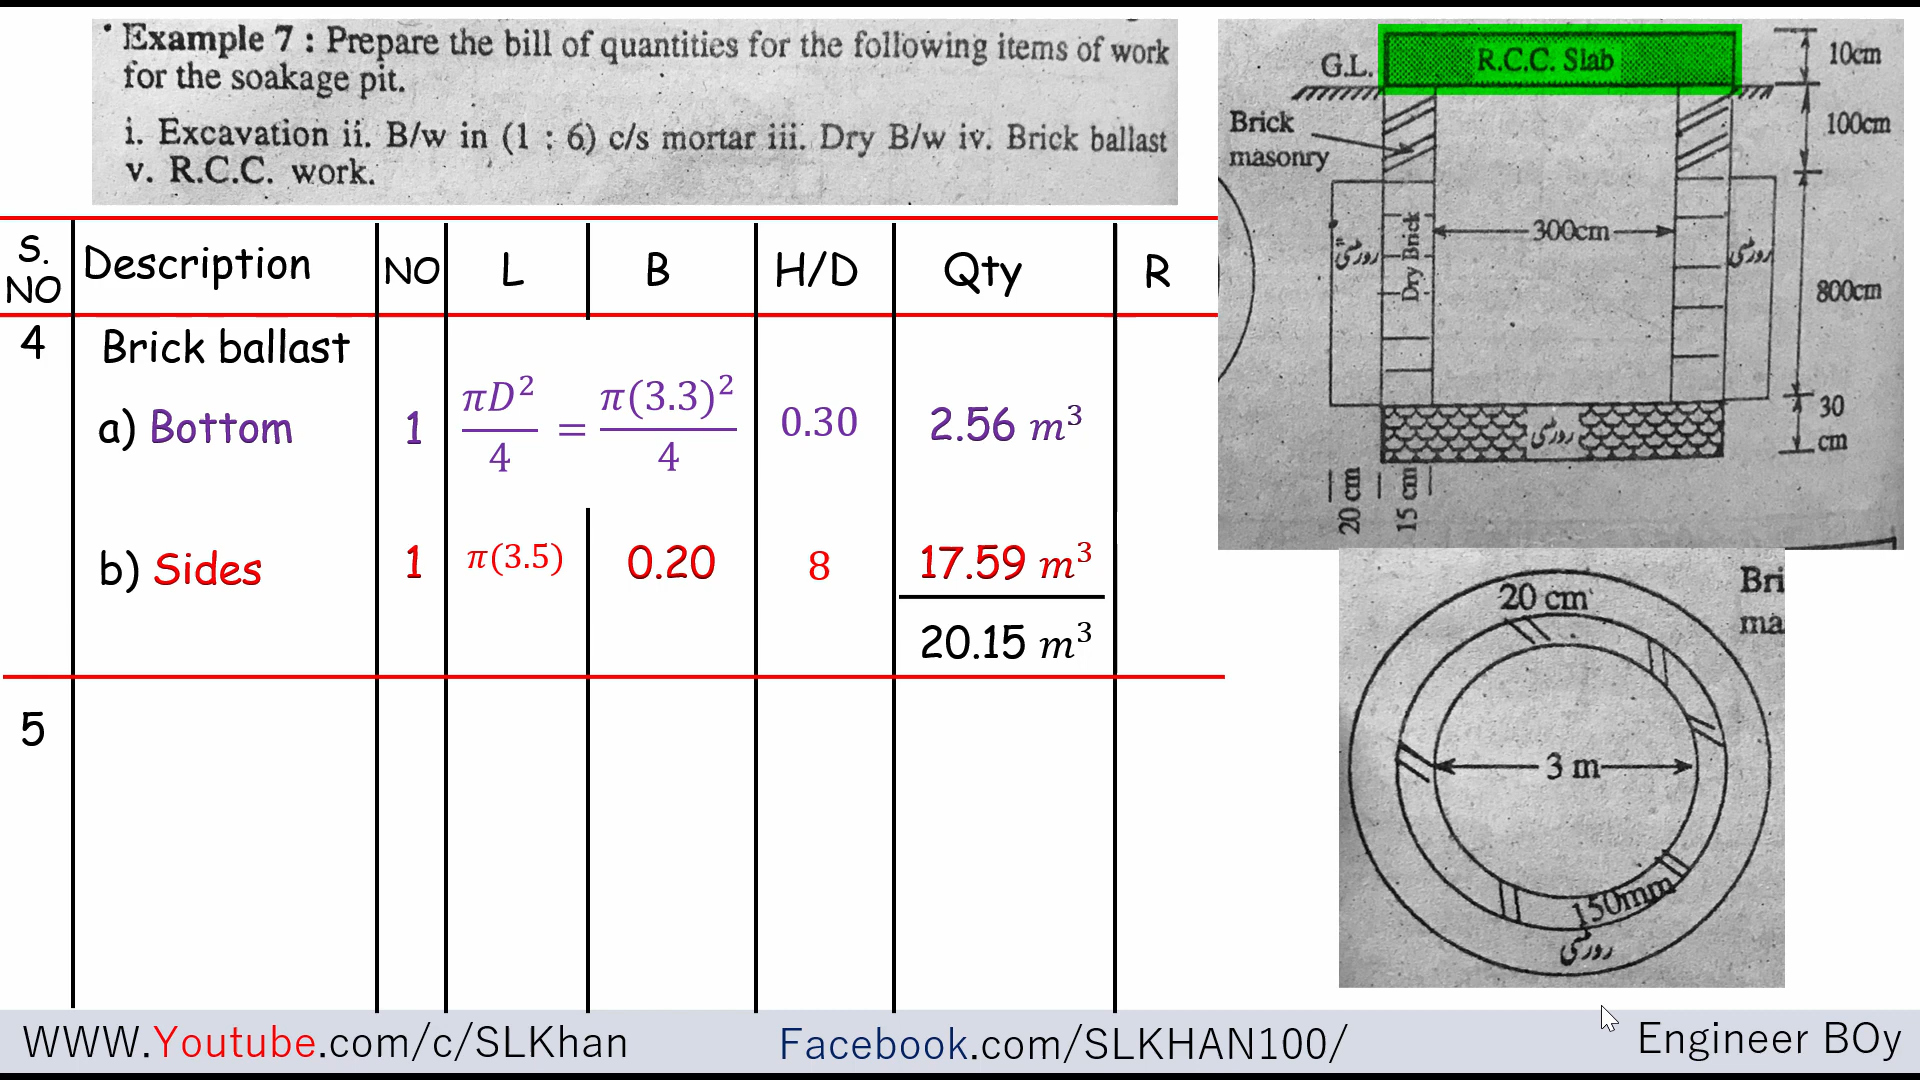 Example 7 : Prepare the bill of quantities for the following items of work
for the soakage pit.
i. Excavation ii. B/w in (1 : 6) c/s mortar iii. Dry B/w iv. Brick ballast
v. R.C.C. work.
S. NO Description NO L B H/D Qty R
4 Brick ballast
a) Bottom 1 πD²/4 = π(3.3)²/4 0.30 2.56 m³
b) Sides 1 π(3.5) 0.20 8 17.59 m³
20.15 m³
5
R.C.C. Slab
G.L.
10cm
Brick
masonry
100cm
روڑی
Dry Brick
300cm
روڑی
800cm
روڑی
30
cm
20 cm
15 cm
Bri
ma
20 cm
3 m
150mm
روڑی
WWW.Youtube.com/c/SLKhan
Facebook.com/SLKHAN100/
Engineer BOy